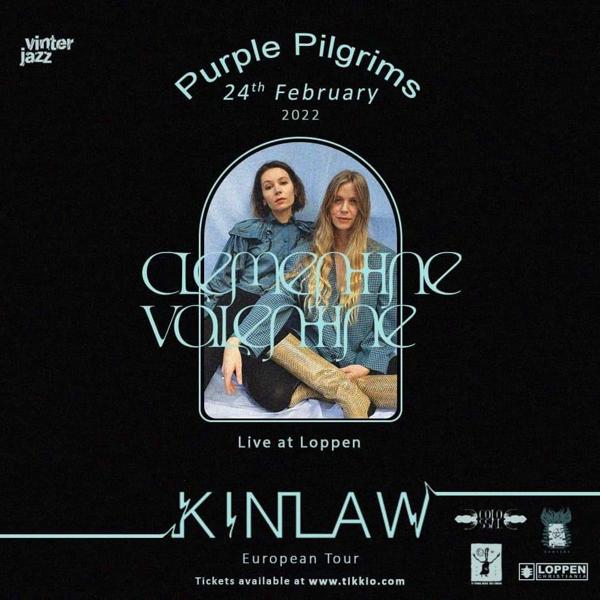 vinter
jazz
Purple Pilgrims
24th February
2022
Clementine
Valentine
Live at Loppen
KINLAW
European Tour
Tickets available at www.tikkio.com
LOPPEN
CHRISTIANIA